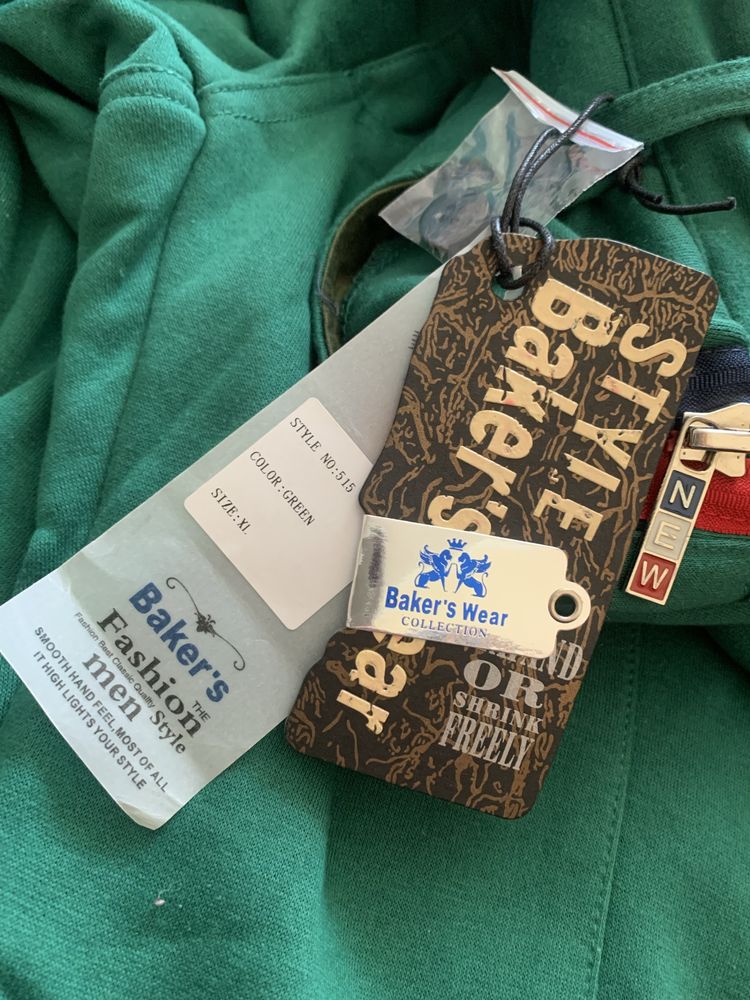 STYLE NO:515
COLOR:GREEN
SIZE:XL
Baker's
THE
Fashion
Fashion Best Classic Quality
men Style
SMOOTH HAND FEEL,MOST OF ALL
IT HIGH LIGHTS YOUR STYLE
STYlE
Baker's
Baker's Wear
COLLECTION
OR
SHRINK
FREELY
NEW